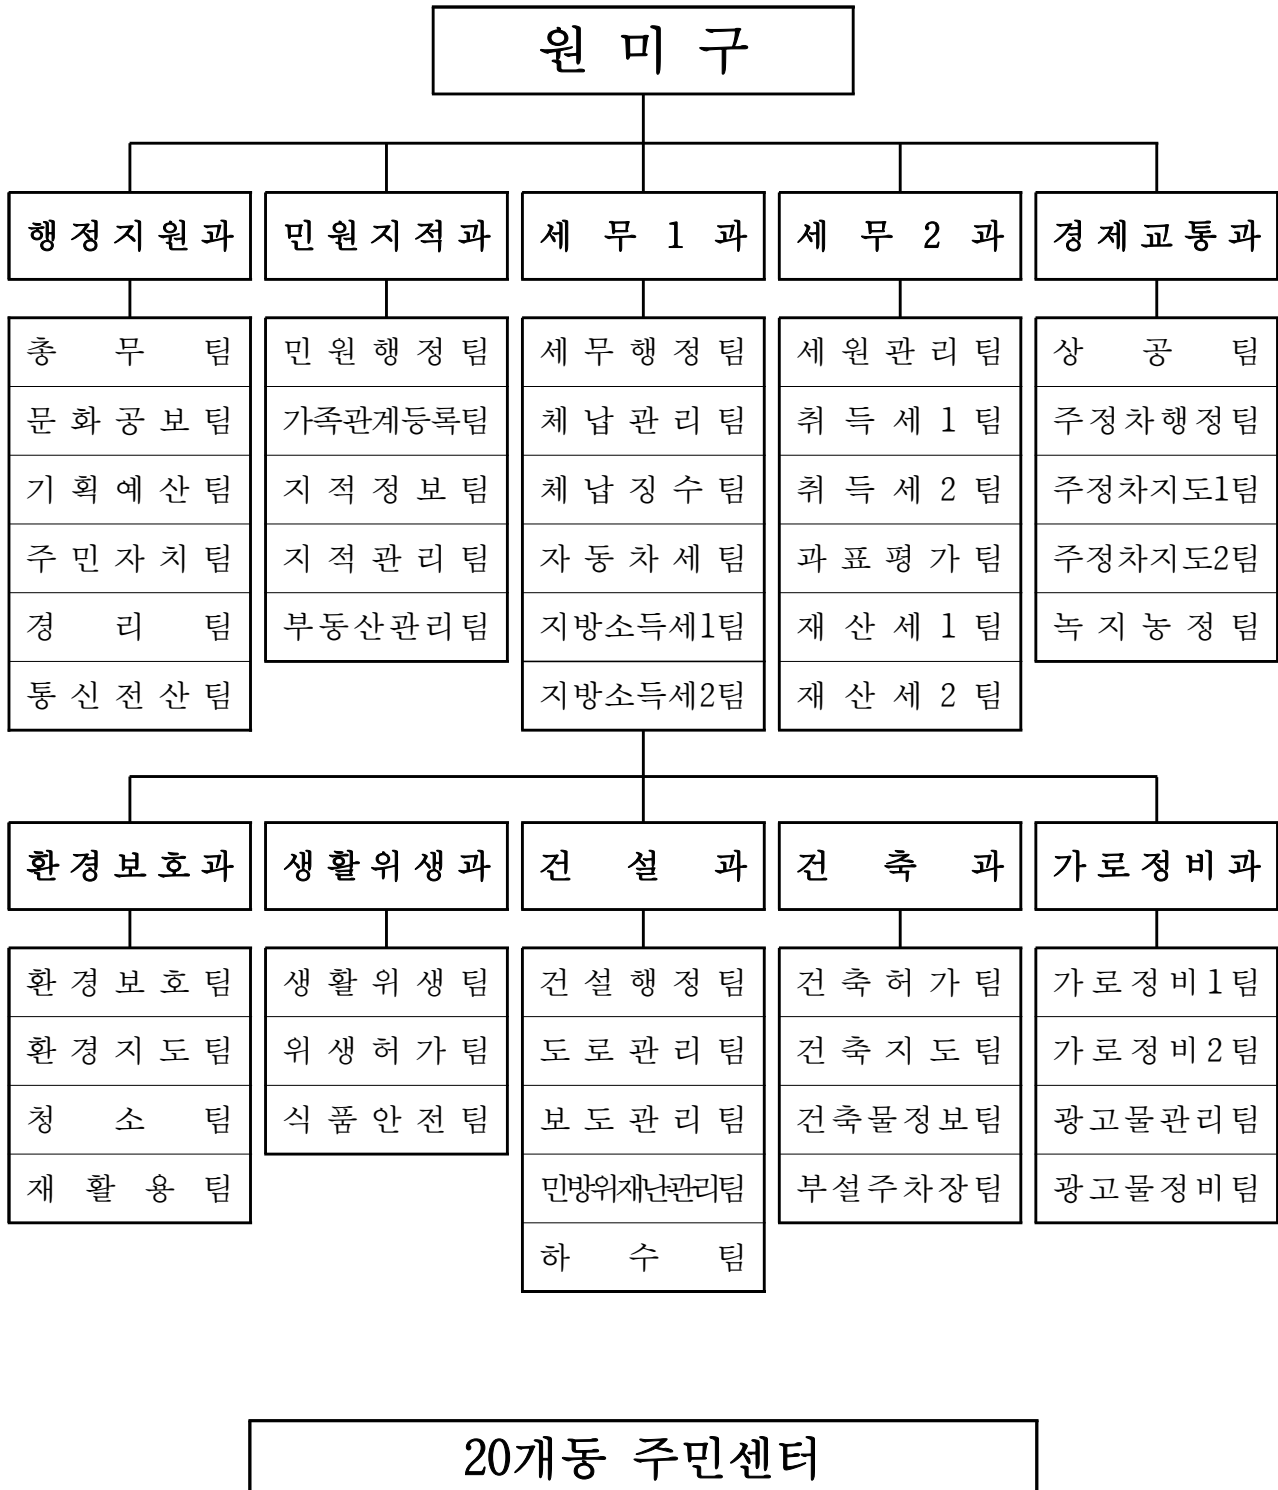 원 미 구
행정지원과 민원지적과 세 무 1 과 세 무 2 과 경제교통과
총 무 팀 민원행정팀 세무행정팀 세원관리팀 상 공 팀
문화공보팀 가족관계등록팀 체납관리팀 취득세1팀 주정차행정팀
기획예산팀 지적정보팀 체납징수팀 취득세2팀 주정차지도1팀
주민자치팀 지적관리팀 자동차세팀 과표평가팀 주정차지도2팀
경 리 팀 부동산관리팀 지방소득세1팀 재산세1팀 녹지농정팀
통신전산팀 지방소득세2팀 재산세2팀
환경보호과 생활위생과 건 설 과 건 축 과 가로정비과
환경보호팀 생활위생팀 건설행정팀 건축허가팀 가로정비1팀
환경지도팀 위생허가팀 도로관리팀 건축지도팀 가로정비2팀
청 소 팀 식품안전팀 보도관리팀 건축물정보팀 광고물관리팀
재 활 용 팀 민방위재난관리팀 부설주차장팀 광고물정비팀
하 수 팀
20개동 주민센터